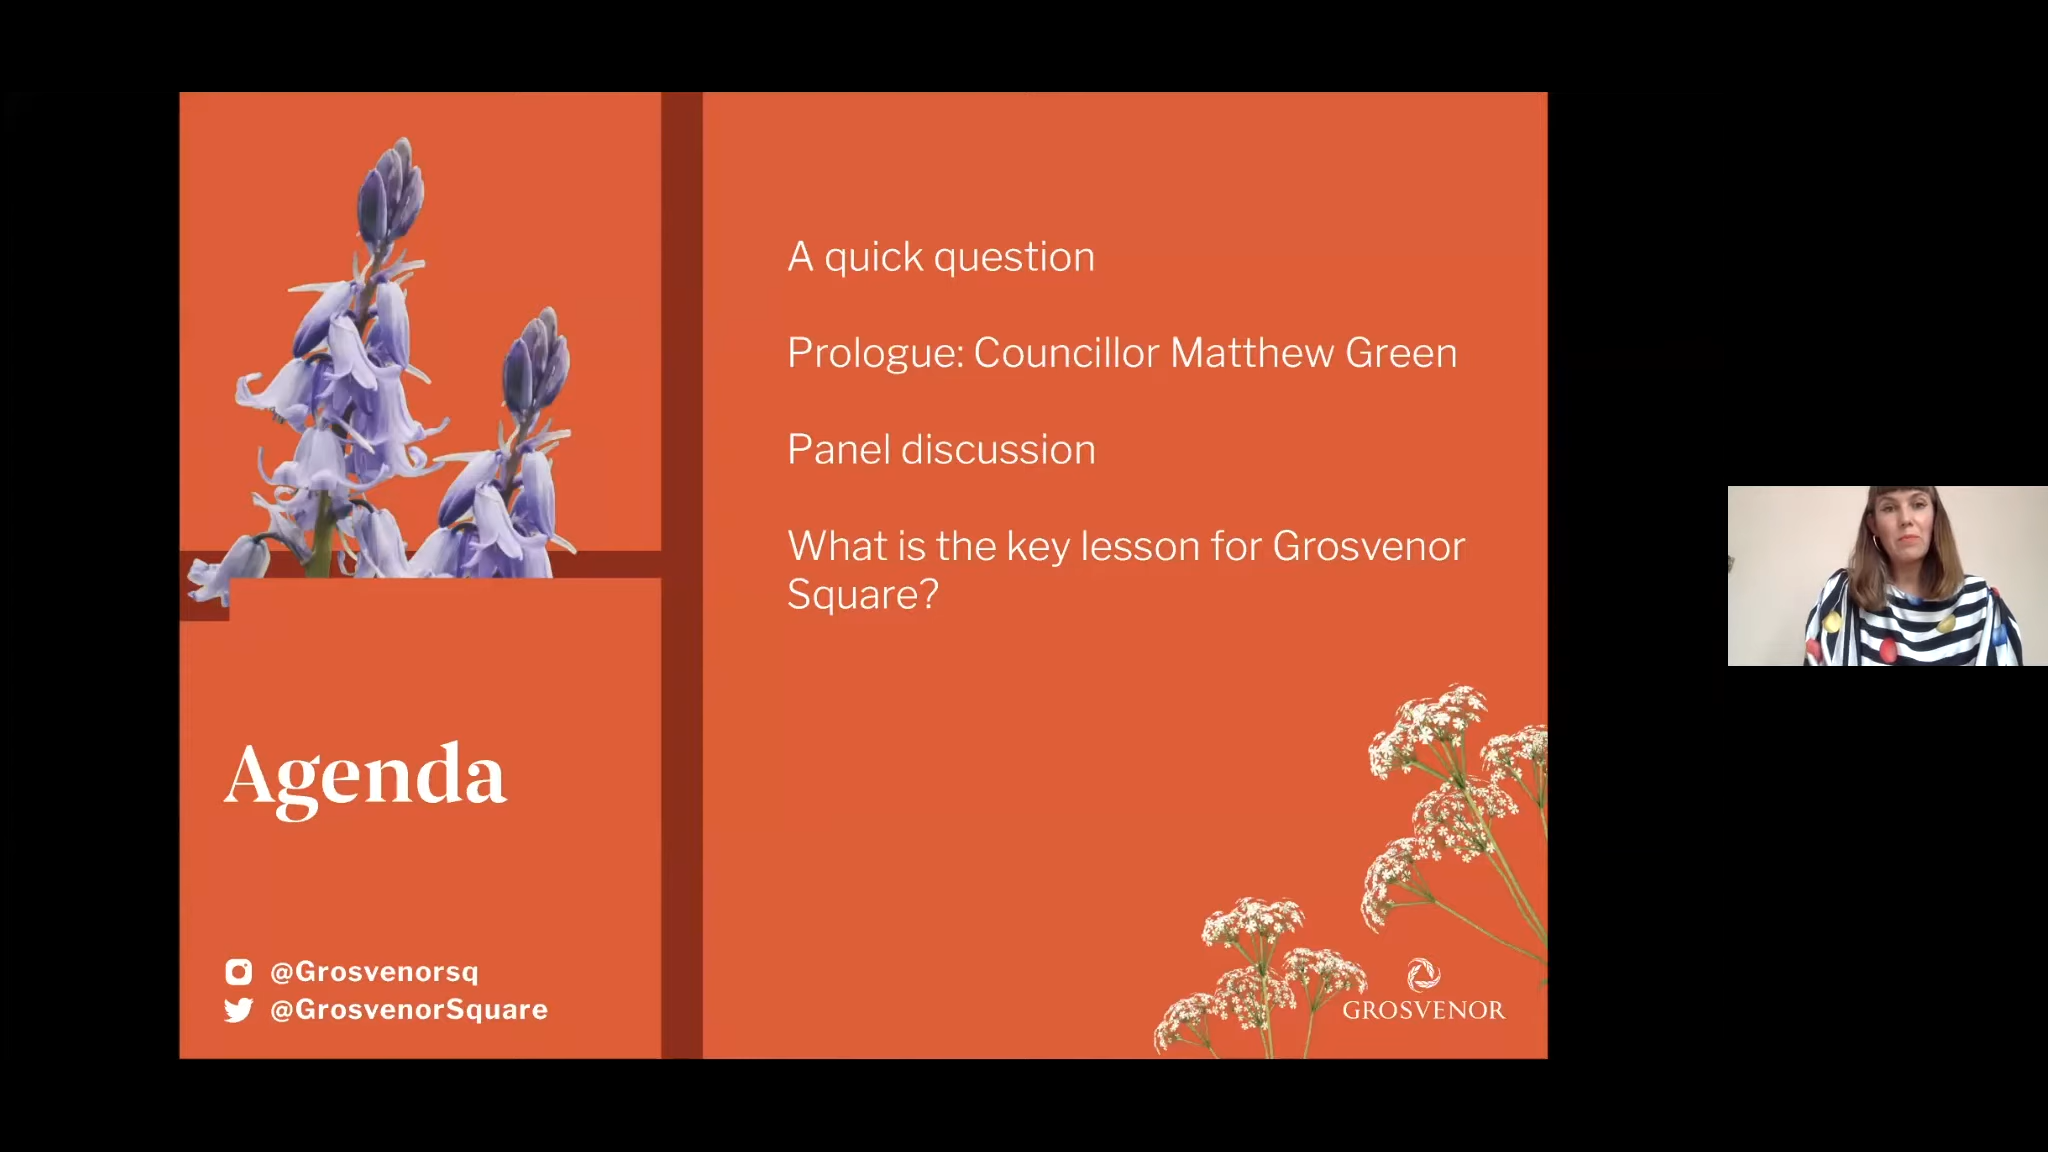 A quick question
Prologue: Councillor Matthew Green
Panel discussion
What is the key lesson for Grosvenor
Square?
Agenda
@Grosvenorsq
@GrosvenorSquare
GROSVENOR